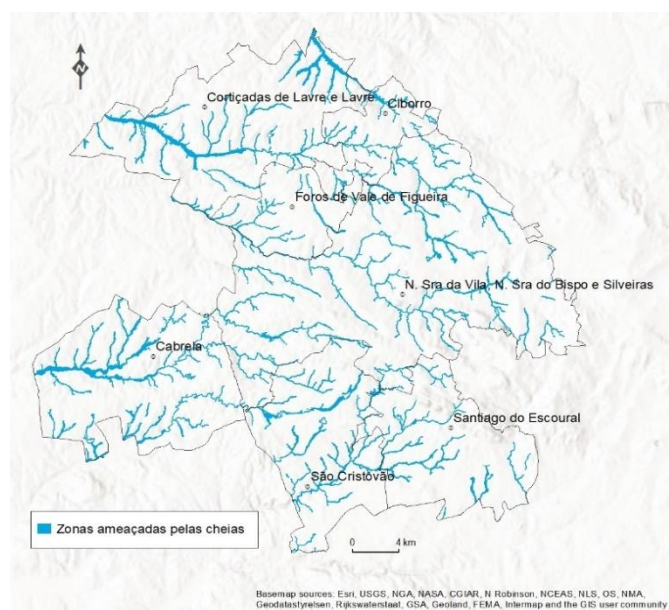 N
Cortiçadas de Lavre e Lavre
Ciborro
Foros de Vale de Figueira
N. Sra da Vila, N. Sra do Bispo e Silveiras
Cabrela
Santiago do Escoural
São Cristóvão
Zonas ameaçadas pelas cheias
0 4 km
Basemap sources: Esri, USGS, NGA, NASA, CGIAR, N Robinson, NCEAS, NLS, OS, NMA,
Geodatastyrelsen, Rijkswaterstaat, GSA, Geoland, FEMA, Intermap and the GIS user community